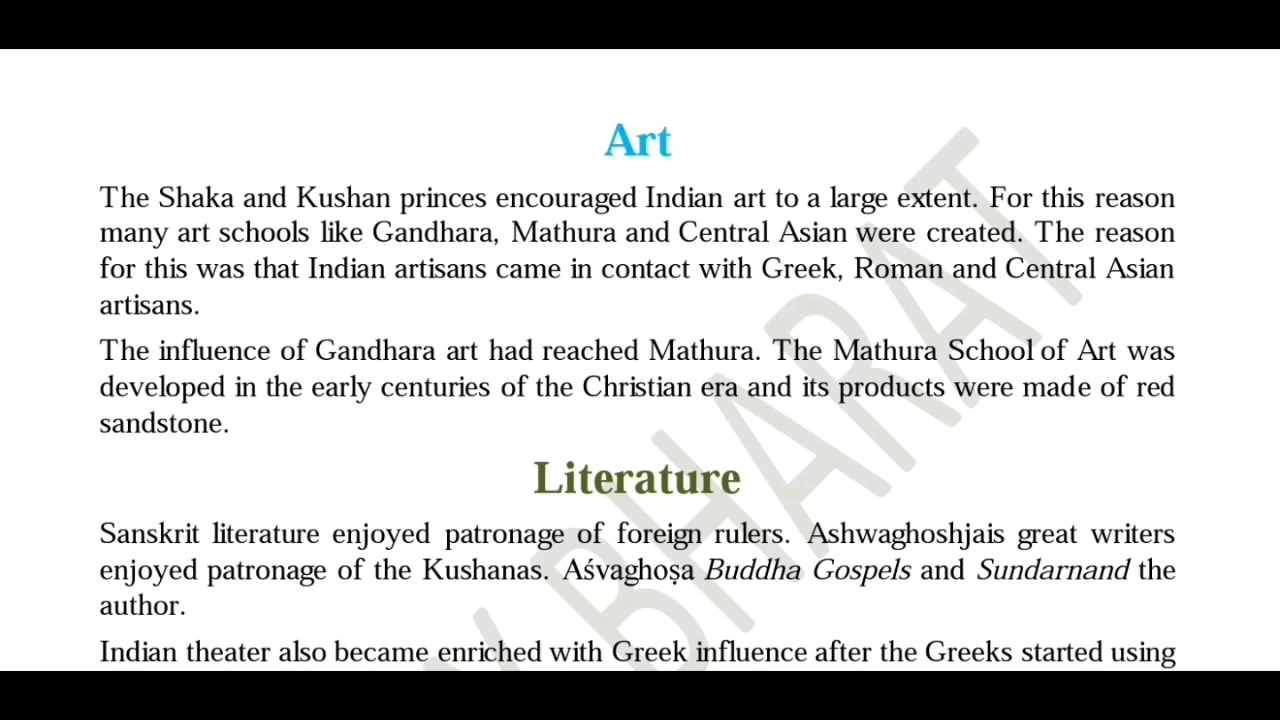 Art
The Shaka and Kushan princes encouraged Indian art to a large extent. For this reason
many art schools like Gandhara, Mathura and Central Asian were created. The reason
for this was that Indian artisans came in contact with Greek, Roman and Central Asian
artisans.
The influence of Gandhara art had reached Mathura. The Mathura School of Art was
developed in the early centuries of the Christian era and its products were made of red
sandstone.
Literature
Sanskrit literature enjoyed patronage of foreign rulers. Ashwaghoshjais great writers
enjoyed patronage of the Kushanas. Aśvaghoṣa Buddha Gospels and Sundarnand the
author.
Indian theater also became enriched with Greek influence after the Greeks started using
BHARAT